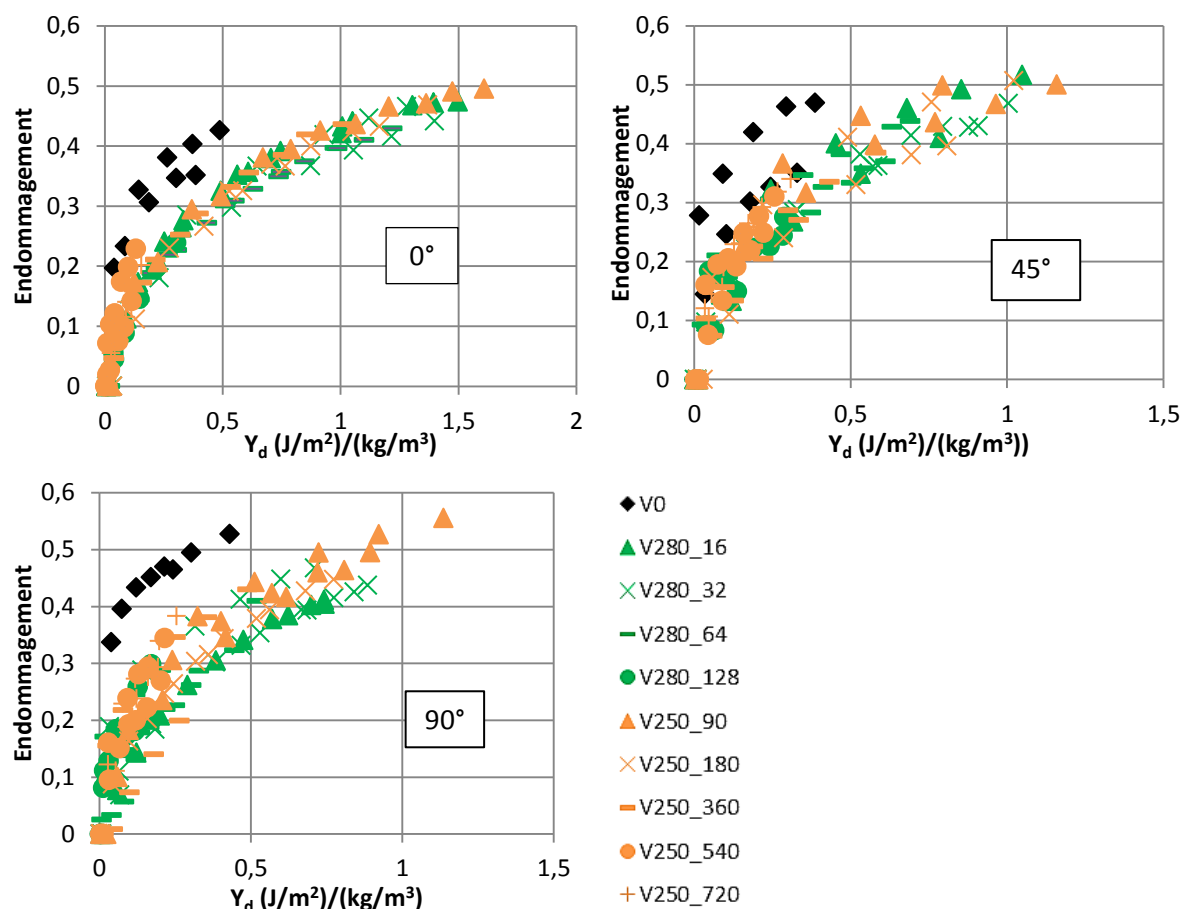 0,6
0,5
0,4
0,3
0,2
0,1
0
Endommagement
0°
0
0,5
1
1,5
2
Y_d (J/m²)/(kg/m³)
0,6
0,5
0,4
0,3
0,2
0,1
0
Endommagement
45°
0
0,5
1
1,5
Y_d (J/m²)/(kg/m³))
0,6
0,5
0,4
0,3
0,2
0,1
0
Endommagement
90°
0
0,5
1
1,5
Y_d (J/m²)/(kg/m³)
V0
V280_16
V280_32
V280_64
V280_128
V250_90
V250_180
V250_360
V250_540
V250_720